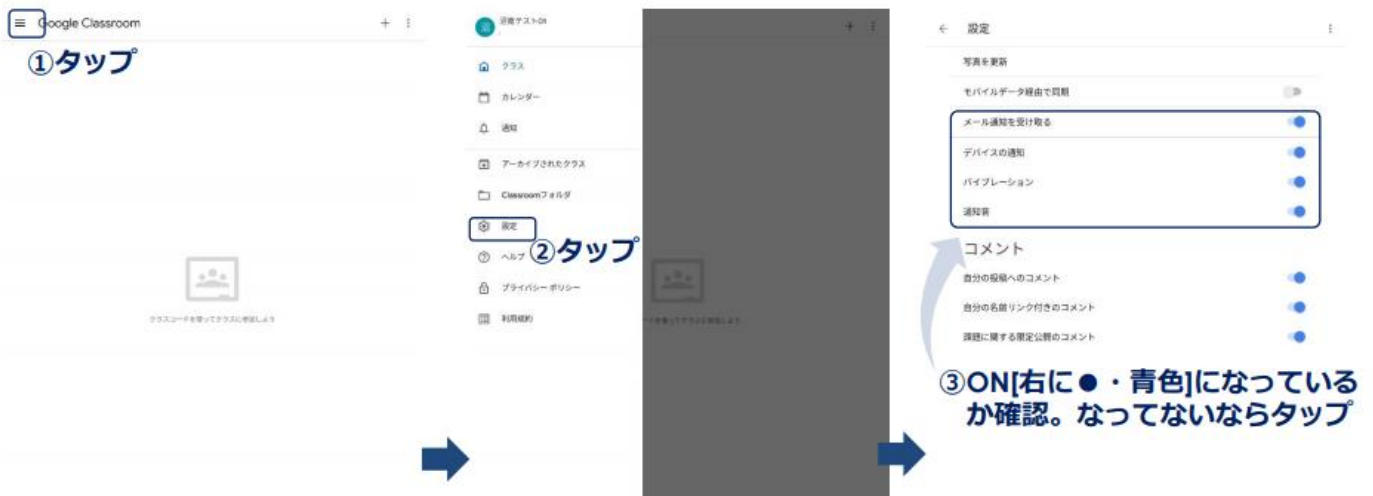 Google Classroom
①タップ
クラスコードを使ってクラスに参加しよう
クラス
カレンダー
通知
アーカイブされたクラス
Classroomフォルダ
設定
②タップ
ヘルプ
プライバシー ポリシー
利用規約
設定
写真を更新
モバイルデータ経由で同期
メール通知を受け取る
デバイスの通知
バイブレーション
通知音
コメント
自分の投稿へのコメント
自分の名前リンク付きのコメント
課題に関する限定公開のコメント
③ON[右に●・青色]になっている
か確認。なってないならタップ